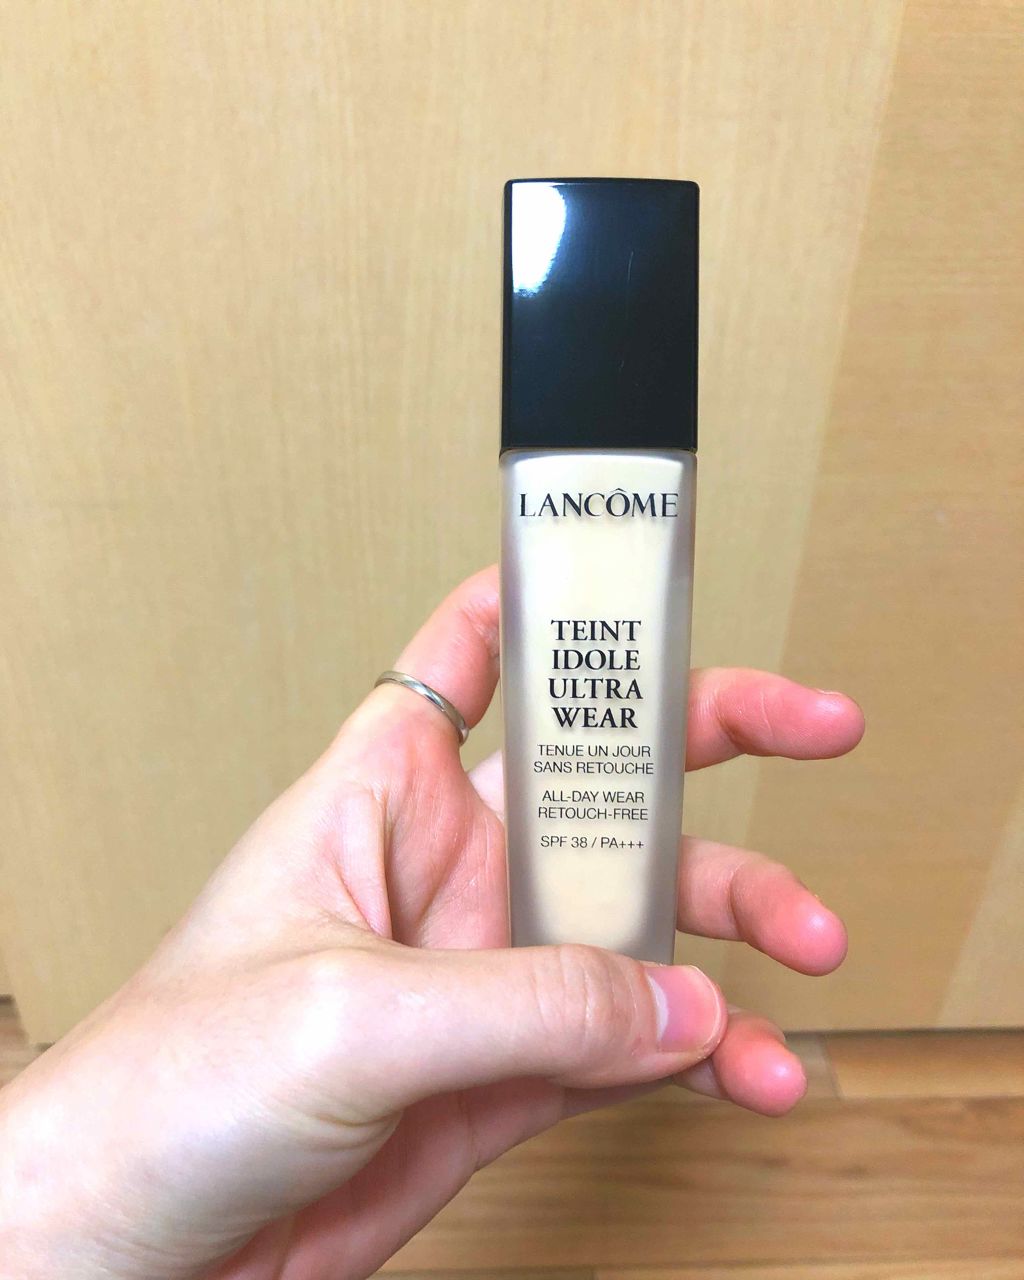 LANCÔME
TEINT
IDOLE
ULTRA
WEAR
TENUE UN JOUR
SANS RETOUCHE
ALL-DAY WEAR
RETOUCH-FREE
SPF 38 / PA+++